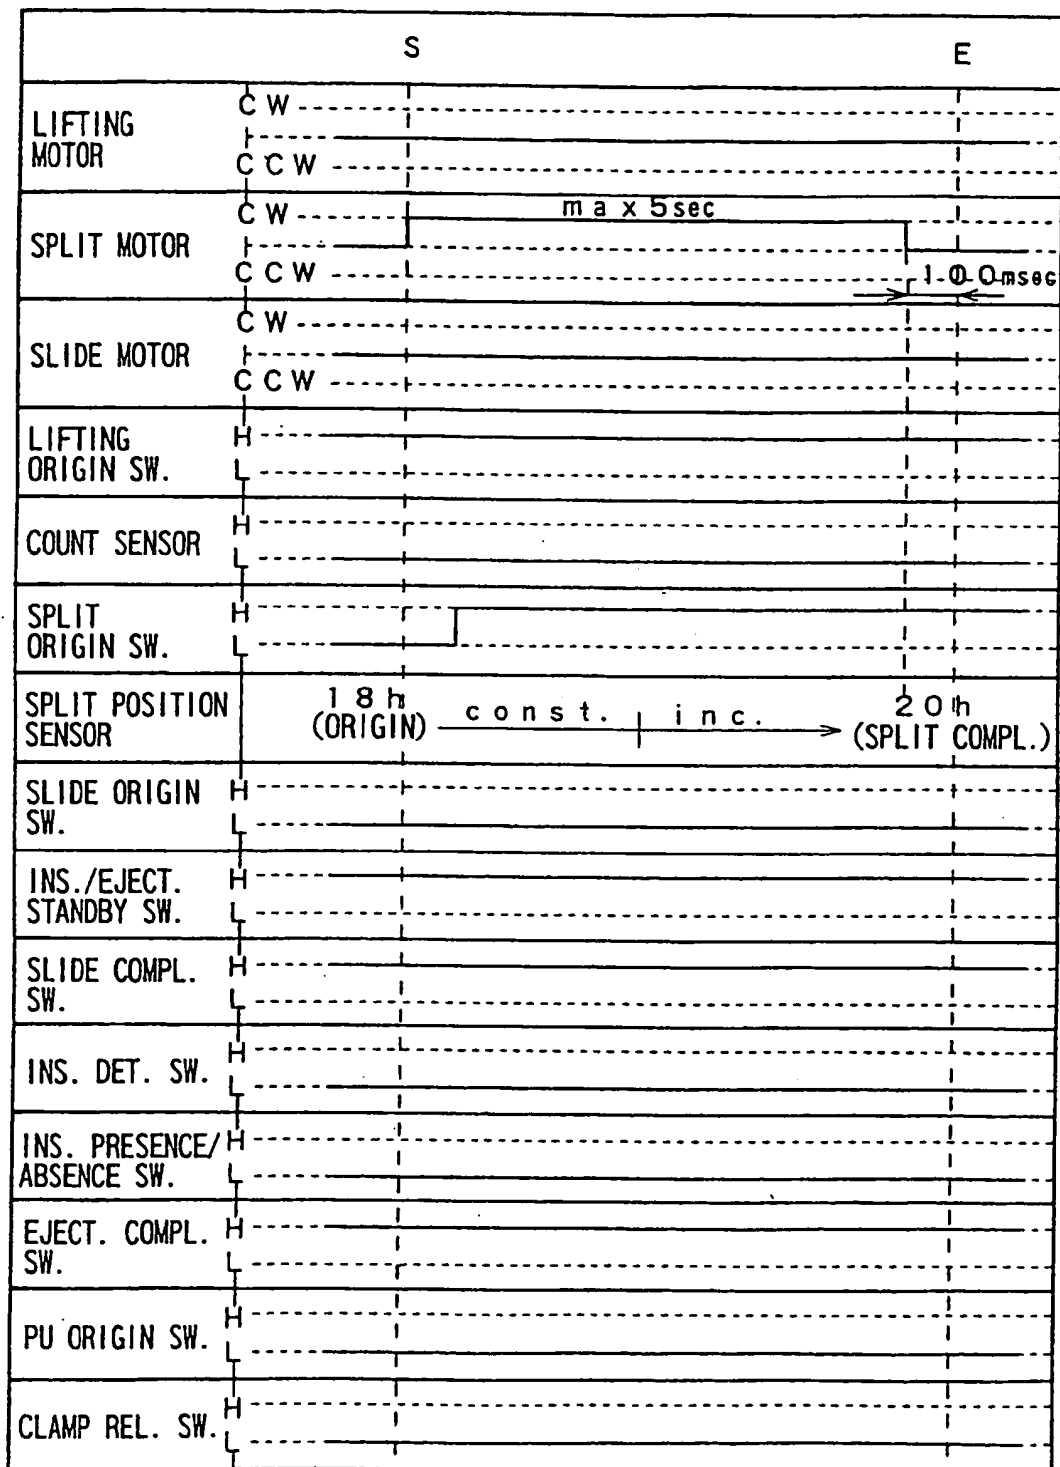 S E
LIFTING
MOTOR
CW
CCW
SPLIT MOTOR
CW
CCW
max 5sec
100msec
SLIDE MOTOR
CW
CCW
LIFTING
ORIGIN SW.
H
L
COUNT SENSOR
H
L
SPLIT
ORIGIN SW.
H
L
SPLIT POSITION
SENSOR
18h
(ORIGIN)
const.
inc.
20h
(SPLIT COMPL.)
SLIDE ORIGIN
SW.
H
L
INS./EJECT.
STANDBY SW.
H
L
SLIDE COMPL.
SW.
H
L
INS. DET. SW.
H
L
INS. PRESENCE/
ABSENCE SW.
H
L
EJECT. COMPL.
SW.
H
L
PU ORIGIN SW.
H
L
CLAMP REL. SW.
H
L